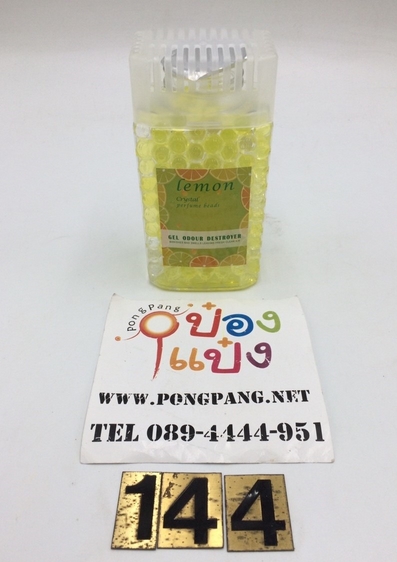 lemon
Crystal
perfume beads
GEL ODOUR DESTROYER
PongPang
ป๋อง
แป๋ง
WWW.PONGPANG.NET
TEL 089-4444-951
144